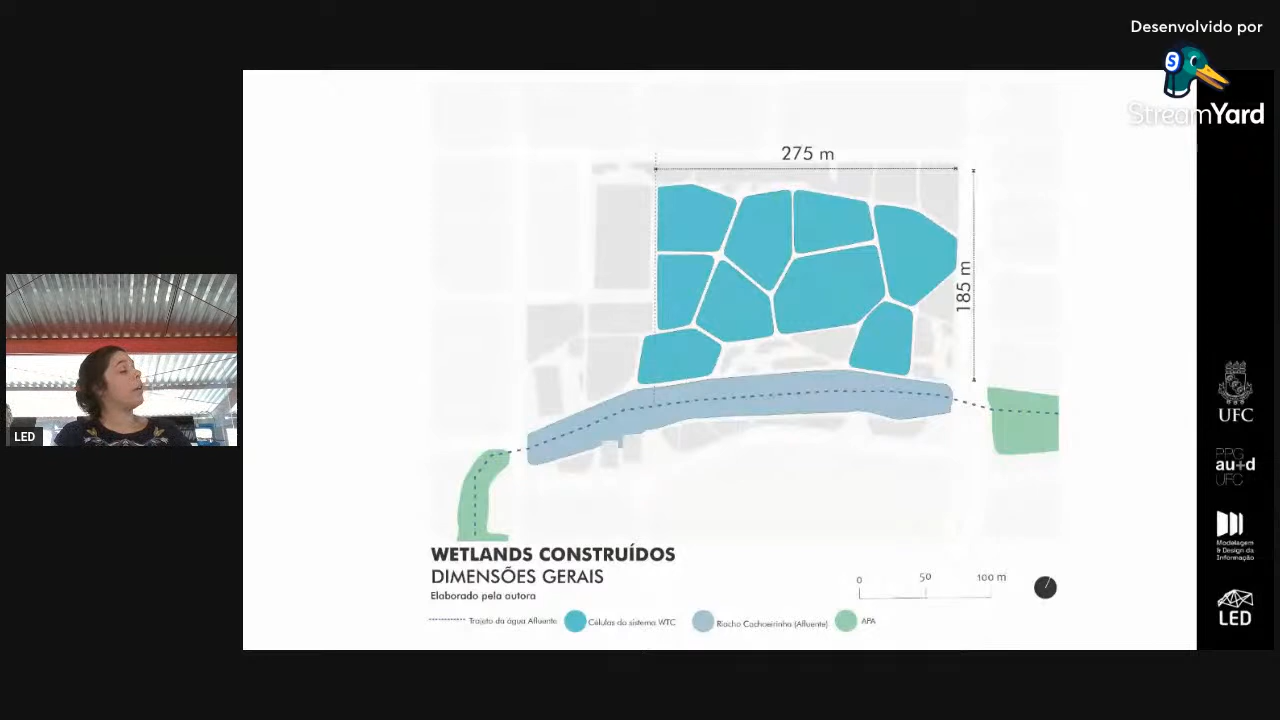 Desenvolvido por
StreamYard
275 m
185 m
LED
UFC
PPG
au+d
UFC
Modelagem
& Design da
Informação
LED
WETLANDS CONSTRUÍDOS
DIMENSÕES GERAIS
Elaborado pela autora
0 50 100 m
Trajeto da água Afluente Células do sistema WTC Riacho Cachoeirinha (Afluente) APA